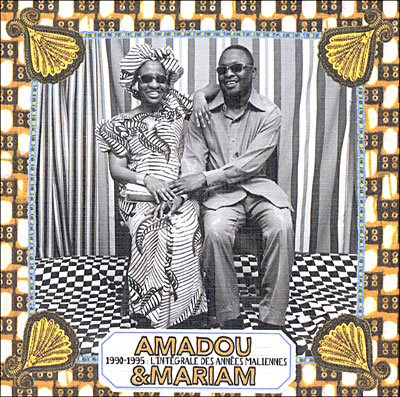 AMADOU
1990-1995 L'INTÉGRALE DES ANNÉES MALIENNES
&MARIAM